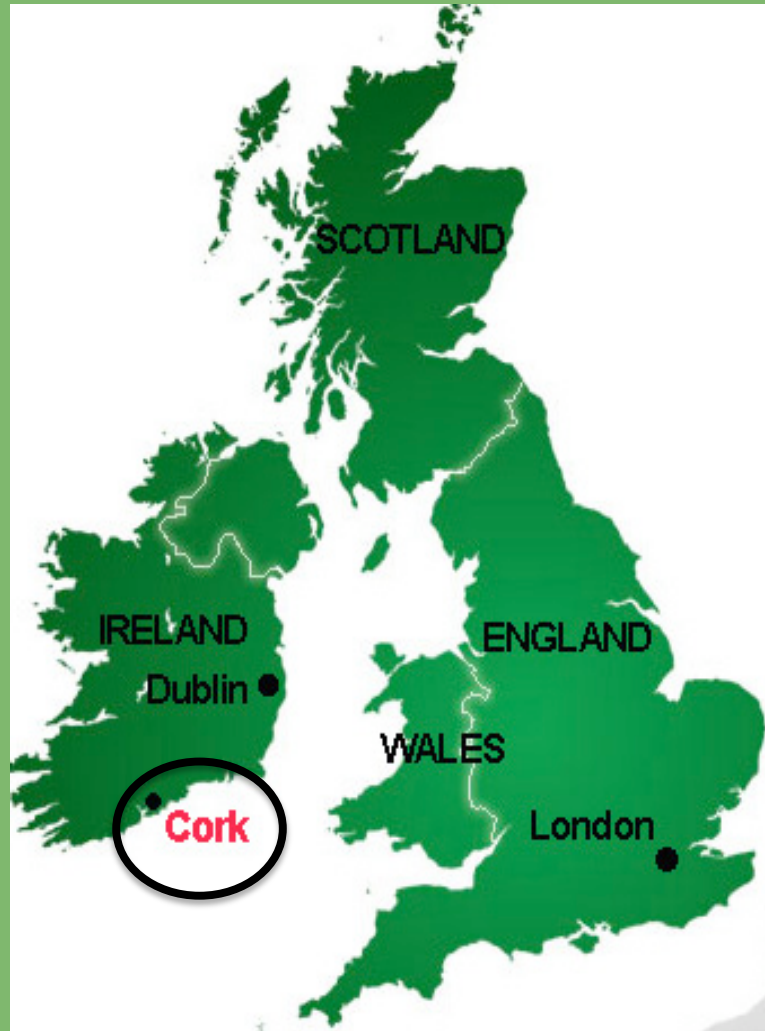 SCOTLAND
IRELAND
ENGLAND
Dublin
WALES
Cork
London